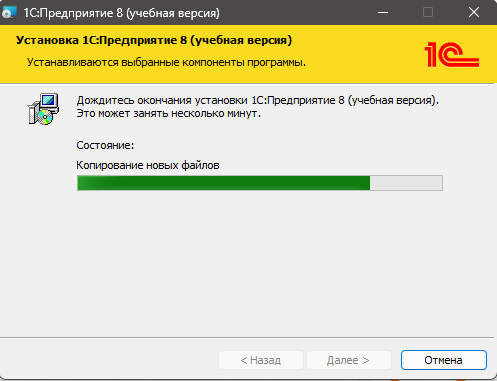 1С:Предприятие 8 (учебная версия)
Установка 1С:Предприятие 8 (учебная версия)
Устанавливаются выбранные компоненты программы.
1С
Дождитесь окончания установки 1С:Предприятие 8 (учебная версия).
Это может занять несколько минут.
Состояние:
Копирование новых файлов
< Назад
Далее >
Отмена